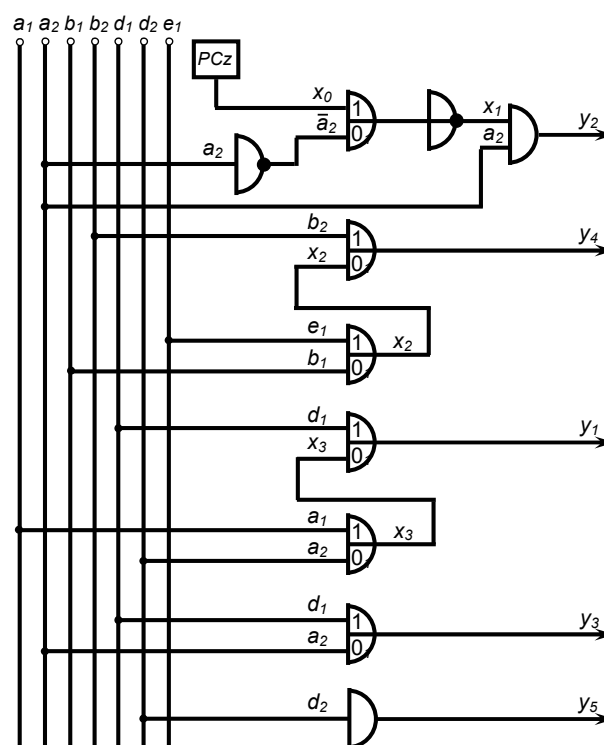 a₁ a₂ b₁ b₂ d₁ d₂ e₁
PCz
x₀ 1
a̅₂ 0
x₁
a₂
y₂
a₂
b₂ 1
x₂ 0
y₄
e₁ 1
b₁ 0
x₂
d₁ 1
x₃ 0
y₁
a₁ 1
a₂ 0
x₃
d₁ 1
a₂ 0
y₃
d₂
y₅